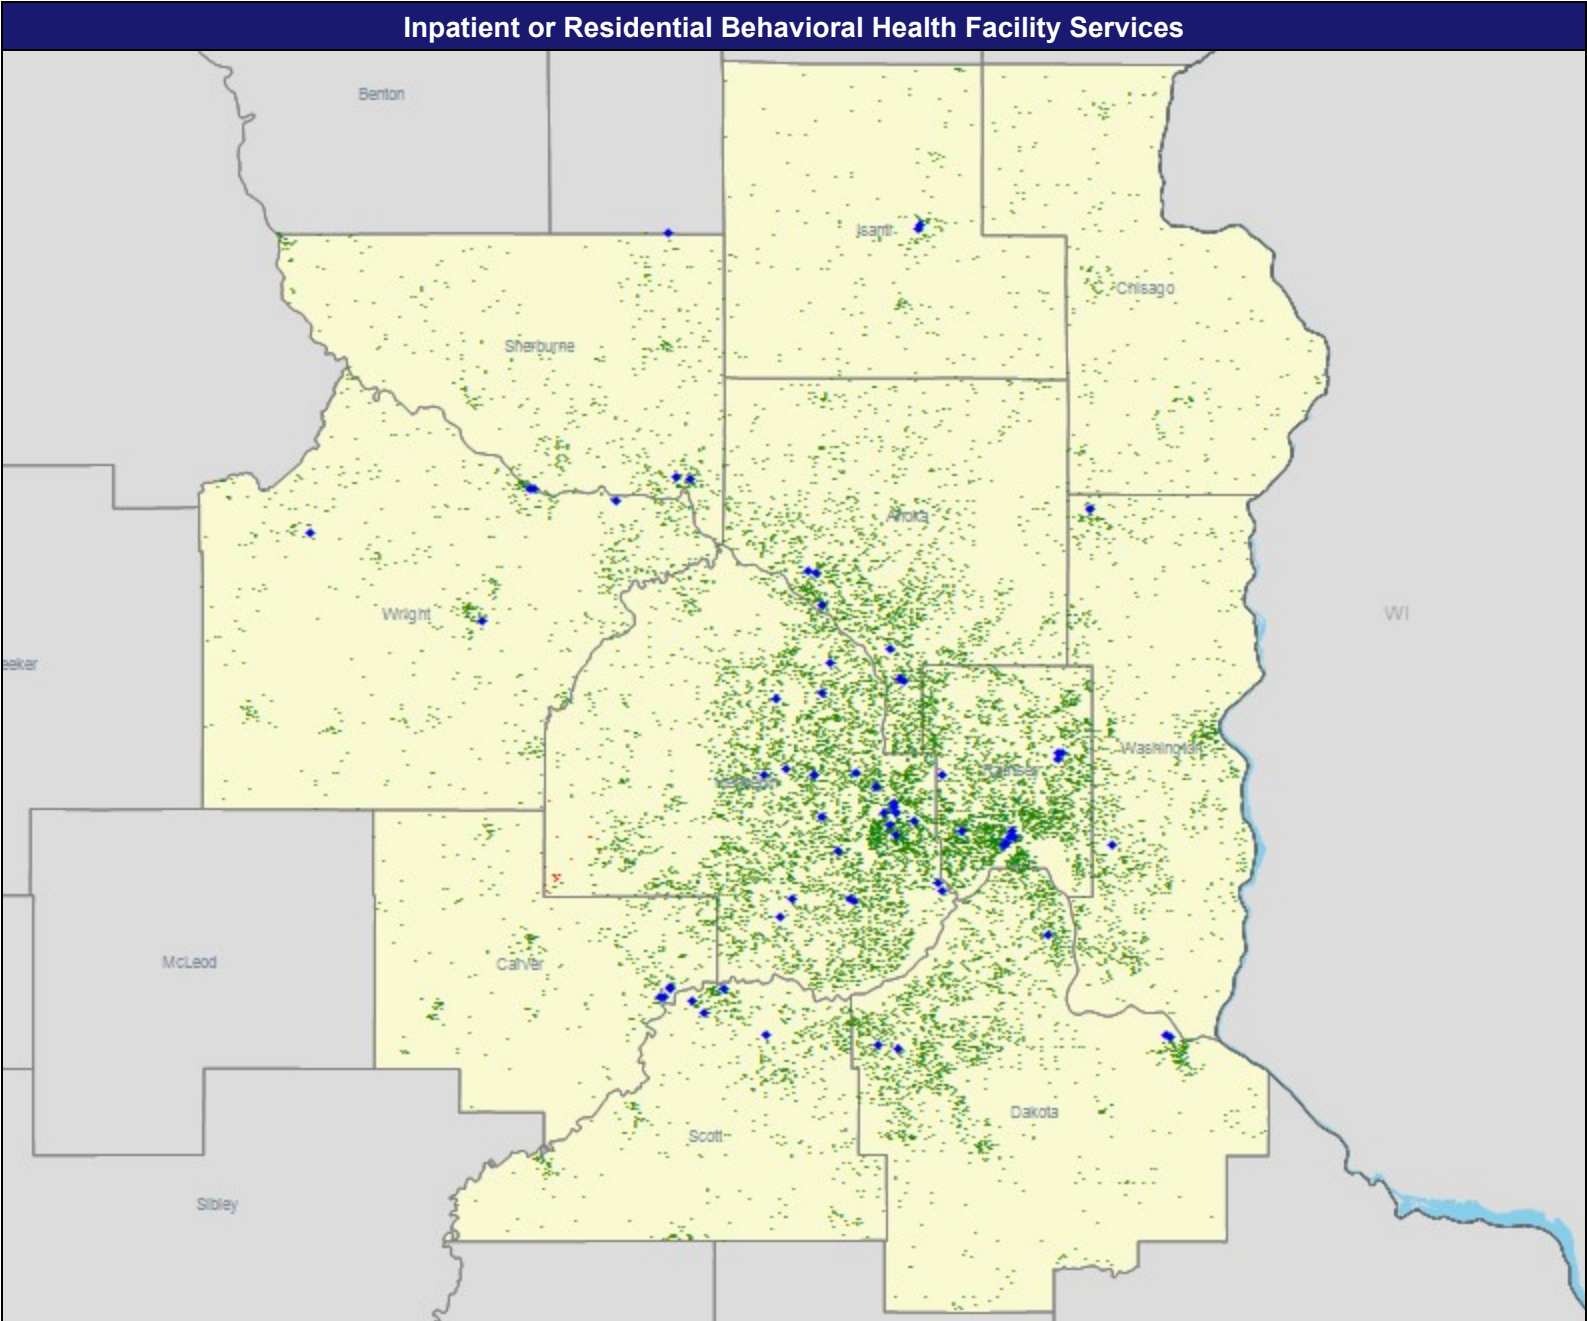 Inpatient or Residential Behavioral Health Facility Services
Benton
Isanti
Chisago
Sherburne
Anoka
Wright
WI
eeker
Washington
Hennepin
Ramsey
McLeod
Carver
Dakota
Scott
Sibley